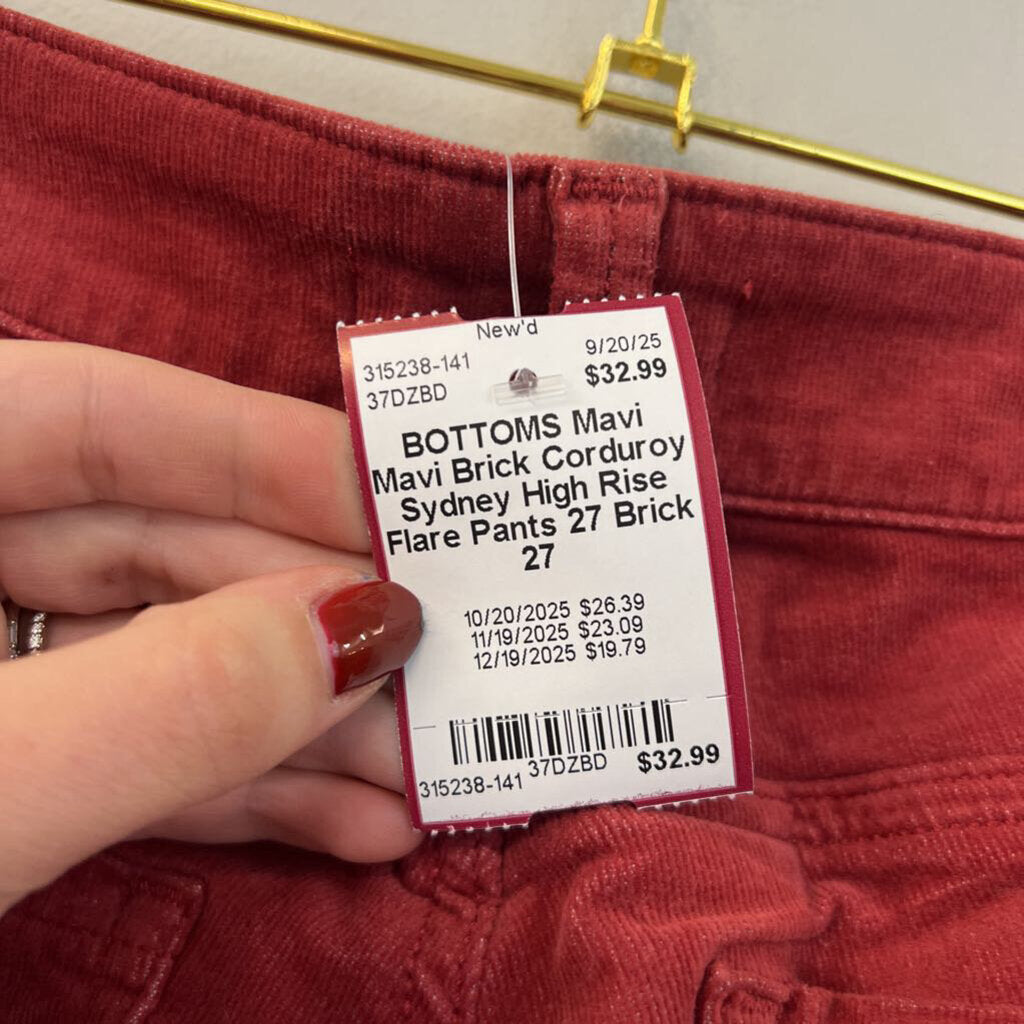 New'd
315238-141 9/20/25
37DZBD $32.99
BOTTOMS Mavi
Mavi Brick Corduroy
Sydney High Rise
Flare Pants 27 Brick
27
10/20/2025 $26.39
11/19/2025 $23.09
12/19/2025 $19.79
315238-141 37DZBD $32.99